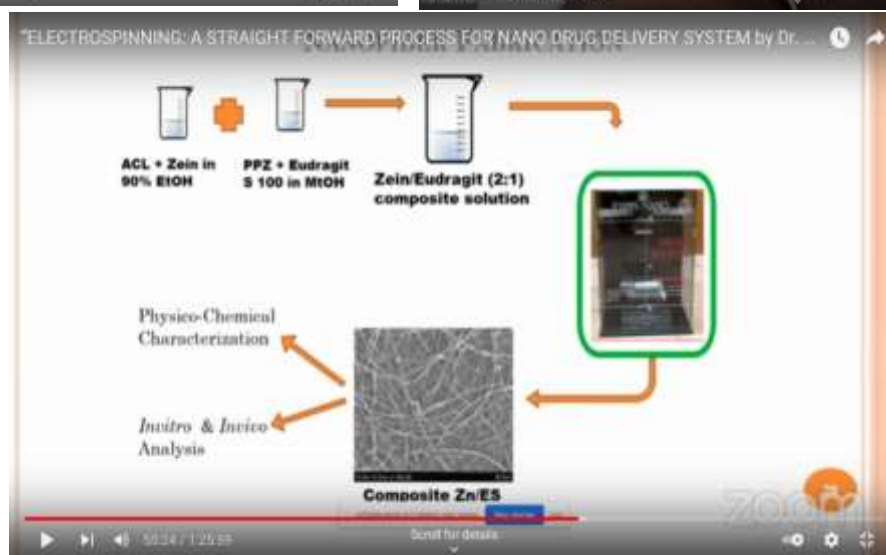 "ELECTROSPINNING: A STRAIGHT FORWARD PROCESS FOR NANO DRUG DELIVERY SYSTEM by Dr. ...
ACL + Zein in
90% EtOH
PPZ + Eudragit
S 100 in MtOH
Zein/Eudragit (2:1)
composite solution
Physico-Chemical
Characterization
Invitro & Invivo
Analysis
Composite Zn/ES
zoom
50:24 / 1:25:59
Scroll for details